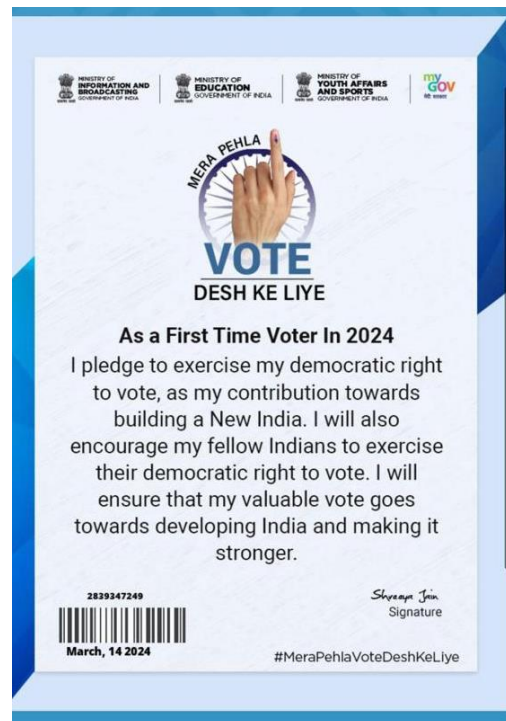 MINISTRY OF
INFORMATION AND
BROADCASTING
GOVERNMENT OF INDIA
MINISTRY OF
EDUCATION
GOVERNMENT OF INDIA
MINISTRY OF
YOUTH AFFAIRS
AND SPORTS
GOVERNMENT OF INDIA
my
GOV
मेरी सरकार
MERA PEHLA
VOTE
DESH KE LIYE
As a First Time Voter In 2024
I pledge to exercise my democratic right
to vote, as my contribution towards
building a New India. I will also
encourage my fellow Indians to exercise
their democratic right to vote. I will
ensure that my valuable vote goes
towards developing India and making it
stronger.
2839347249
March, 14 2024
Shreeya Jain
Signature
#MeraPehlaVoteDeshKeLiye